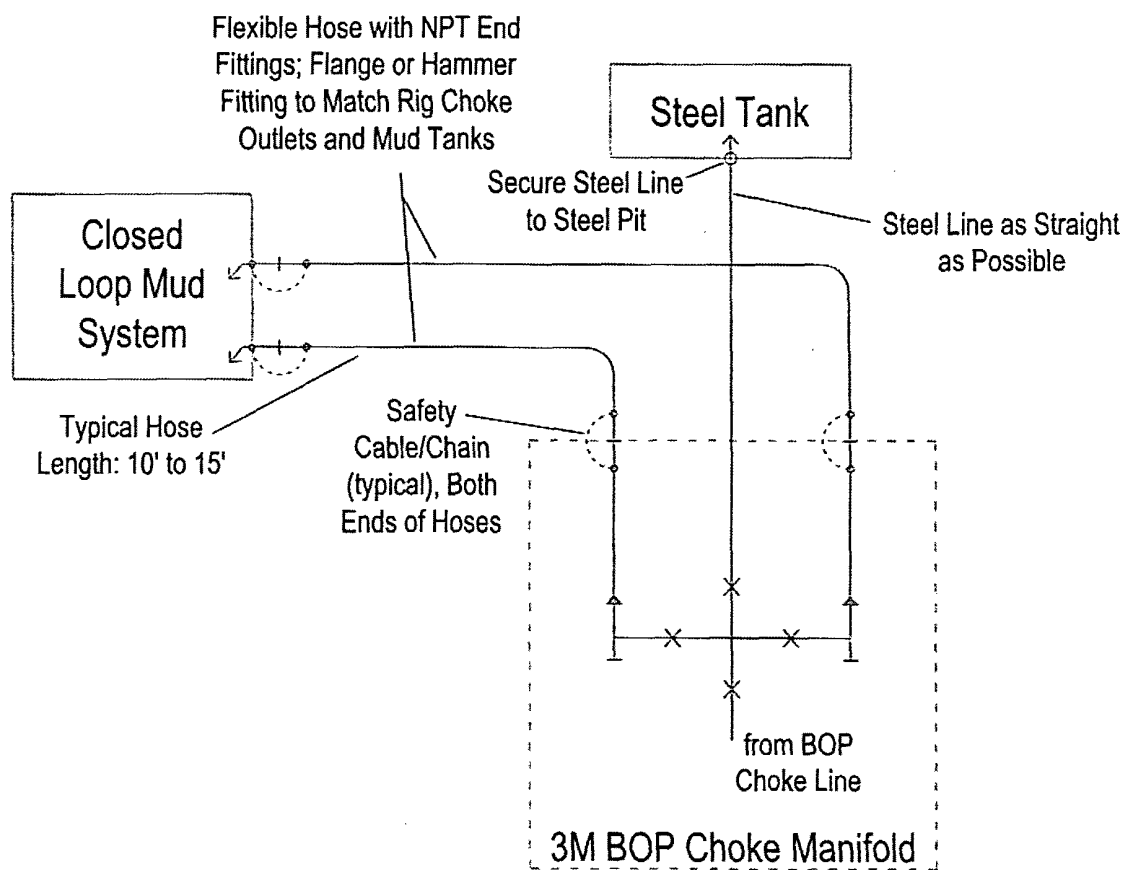 Flexible Hose with NPT End
Fittings; Flange or Hammer
Fitting to Match Rig Choke
Outlets and Mud Tanks
Steel Tank
Secure Steel Line
to Steel Pit
Steel Line as Straight
as Possible
Closed
Loop Mud
System
Typical Hose
Length: 10' to 15'
Safety
Cable/Chain
(typical), Both
Ends of Hoses
from BOP
Choke Line
3M BOP Choke Manifold